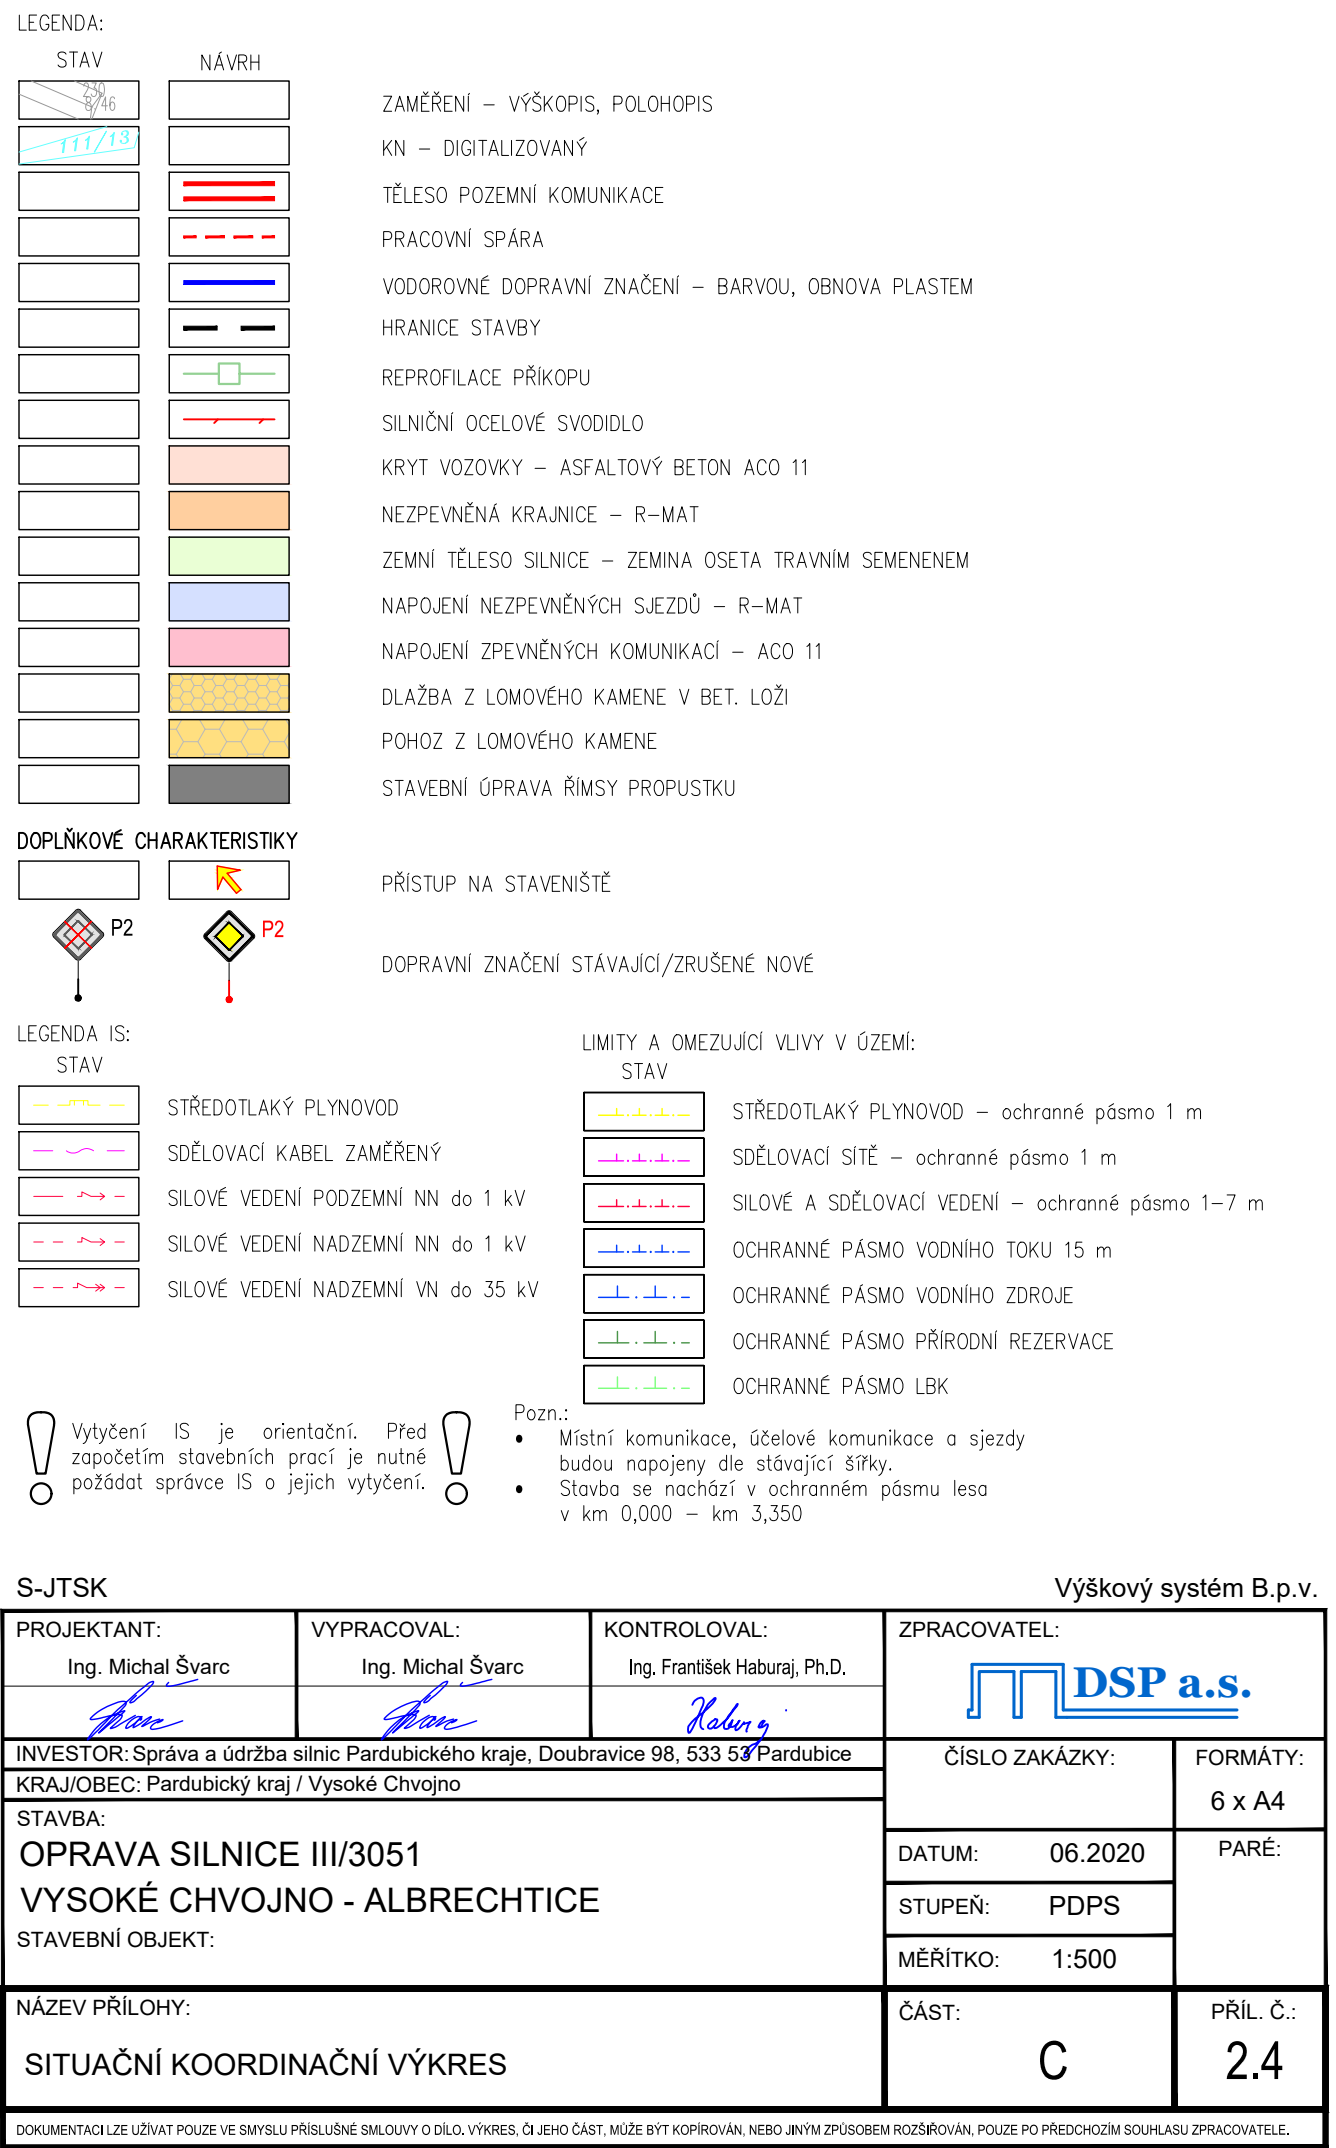 LEGENDA:
STAV NÁVRH
230
8/46
ZAMĚŘENÍ – VÝŠKOPIS, POLOHOPIS
111/13
KN – DIGITALIZOVANÝ
TĚLESO POZEMNÍ KOMUNIKACE
PRACOVNÍ SPÁRA
VODOROVNÉ DOPRAVNÍ ZNAČENÍ – BARVOU, OBNOVA PLASTEM
HRANICE STAVBY
REPROFILACE PŘÍKOPU
SILNIČNÍ OCELOVÉ SVODIDLO
KRYT VOZOVKY – ASFALTOVÝ BETON ACO 11
NEZPEVNĚNÁ KRAJNICE – R–MAT
ZEMNÍ TĚLESO SILNICE – ZEMINA OSETA TRAVNÍM SEMENENEM
NAPOJENÍ NEZPEVNĚNÝCH SJEZDŮ – R–MAT
NAPOJENÍ ZPEVNĚNÝCH KOMUNIKACÍ – ACO 11
DLAŽBA Z LOMOVÉHO KAMENE V BET. LOŽI
POHOZ Z LOMOVÉHO KAMENE
STAVEBNÍ ÚPRAVA ŘÍMSY PROPUSTKU
DOPLŇKOVÉ CHARAKTERISTIKY
PŘÍSTUP NA STAVENIŠTĚ
P2 P2
DOPRAVNÍ ZNAČENÍ STÁVAJÍCÍ/ZRUŠENÉ NOVÉ
LEGENDA IS:
STAV
STŘEDOTLAKÝ PLYNOVOD
SDĚLOVACÍ KABEL ZAMĚŘENÝ
SILOVÉ VEDENÍ PODZEMNÍ NN do 1 kV
SILOVÉ VEDENÍ NADZEMNÍ NN do 1 kV
SILOVÉ VEDENÍ NADZEMNÍ VN do 35 kV
LIMITY A OMEZUJÍCÍ VLIVY V ÚZEMÍ:
STAV
STŘEDOTLAKÝ PLYNOVOD – ochranné pásmo 1 m
SDĚLOVACÍ SÍTĚ – ochranné pásmo 1 m
SILOVÉ A SDĚLOVACÍ VEDENÍ – ochranné pásmo 1–7 m
OCHRANNÉ PÁSMO VODNÍHO TOKU 15 m
OCHRANNÉ PÁSMO VODNÍHO ZDROJE
OCHRANNÉ PÁSMO PŘÍRODNÍ REZERVACE
OCHRANNÉ PÁSMO LBK
! Vytyčení IS je orientační. Před !
započetím stavebních prací je nutné
požádat správce IS o jejich vytyčení.
Pozn.:
• Místní komunikace, účelové komunikace a sjezdy
budou napojeny dle stávající šířky.
• Stavba se nachází v ochranném pásmu lesa
v km 0,000 – km 3,350
S-JTSK Výškový systém B.p.v.
PROJEKTANT: VYPRACOVAL: KONTROLOVAL: ZPRACOVATEL:
Ing. Michal Švarc Ing. Michal Švarc Ing. František Haburaj, Ph.D.
Švarc Švarc Haburaj
DSP a.s.
INVESTOR: Správa a údržba silnic Pardubického kraje, Doubravice 98, 533 53 Pardubice
KRAJ/OBEC: Pardubický kraj / Vysoké Chvojno
ČÍSLO ZAKÁZKY: FORMÁTY:
6 x A4
STAVBA:
OPRAVA SILNICE III/3051
VYSOKÉ CHVOJNO - ALBRECHTICE
STAVEBNÍ OBJEKT:
DATUM: 06.2020 PARÉ:
STUPEŇ: PDPS
MĚŘÍTKO: 1:500
NÁZEV PŘÍLOHY:
SITUAČNÍ KOORDINAČNÍ VÝKRES
ČÁST: PŘÍL. Č.:
C 2.4
DOKUMENTACI LZE UŽÍVAT POUZE VE SMYSLU PŘÍSLUŠNÉ SMLOUVY O DÍLO. VÝKRES, ČI JEHO ČÁST, MŮŽE BÝT KOPÍROVÁN, NEBO JINÝM ZPŮSOBEM ROZŠIŘOVÁN, POUZE PO PŘEDCHOZÍM SOUHLASU ZPRACOVATELE.